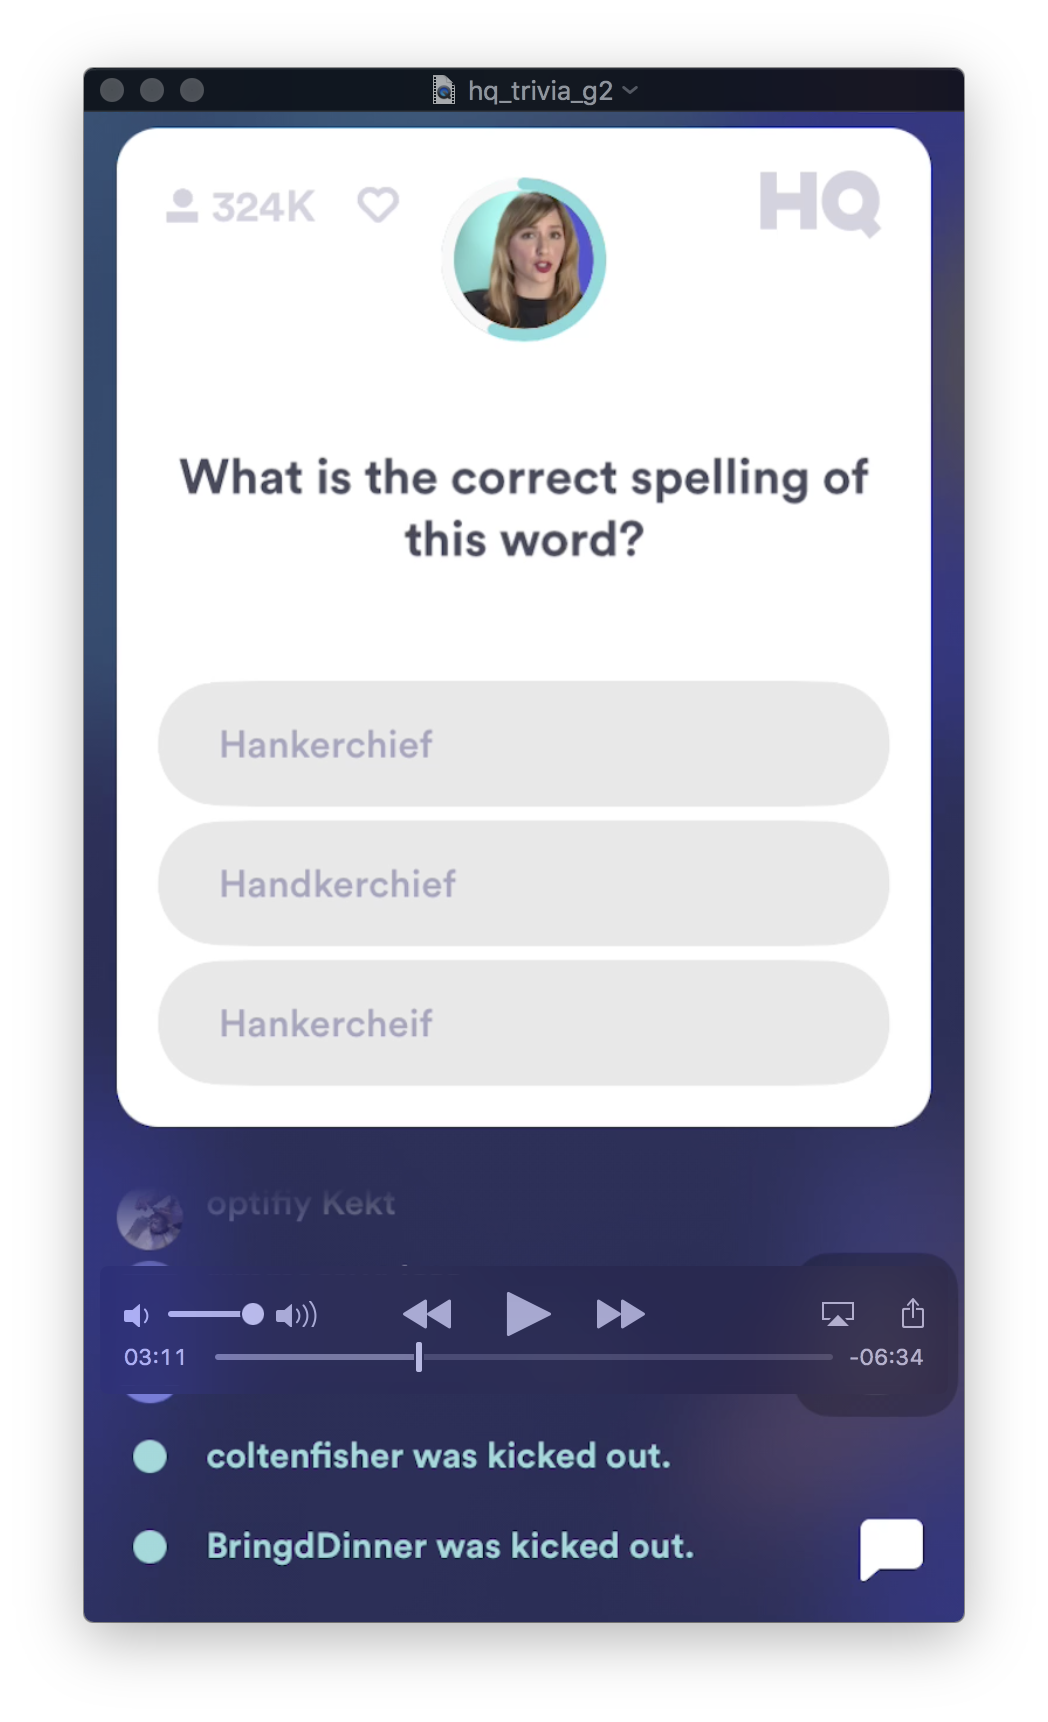 hq_trivia_g2
324K
HQ
What is the correct spelling of
this word?
Hankerchief
Handkerchief
Hankercheif
optifiy Kekt
03:11
-06:34
coltenfisher was kicked out.
BringdDinner was kicked out.